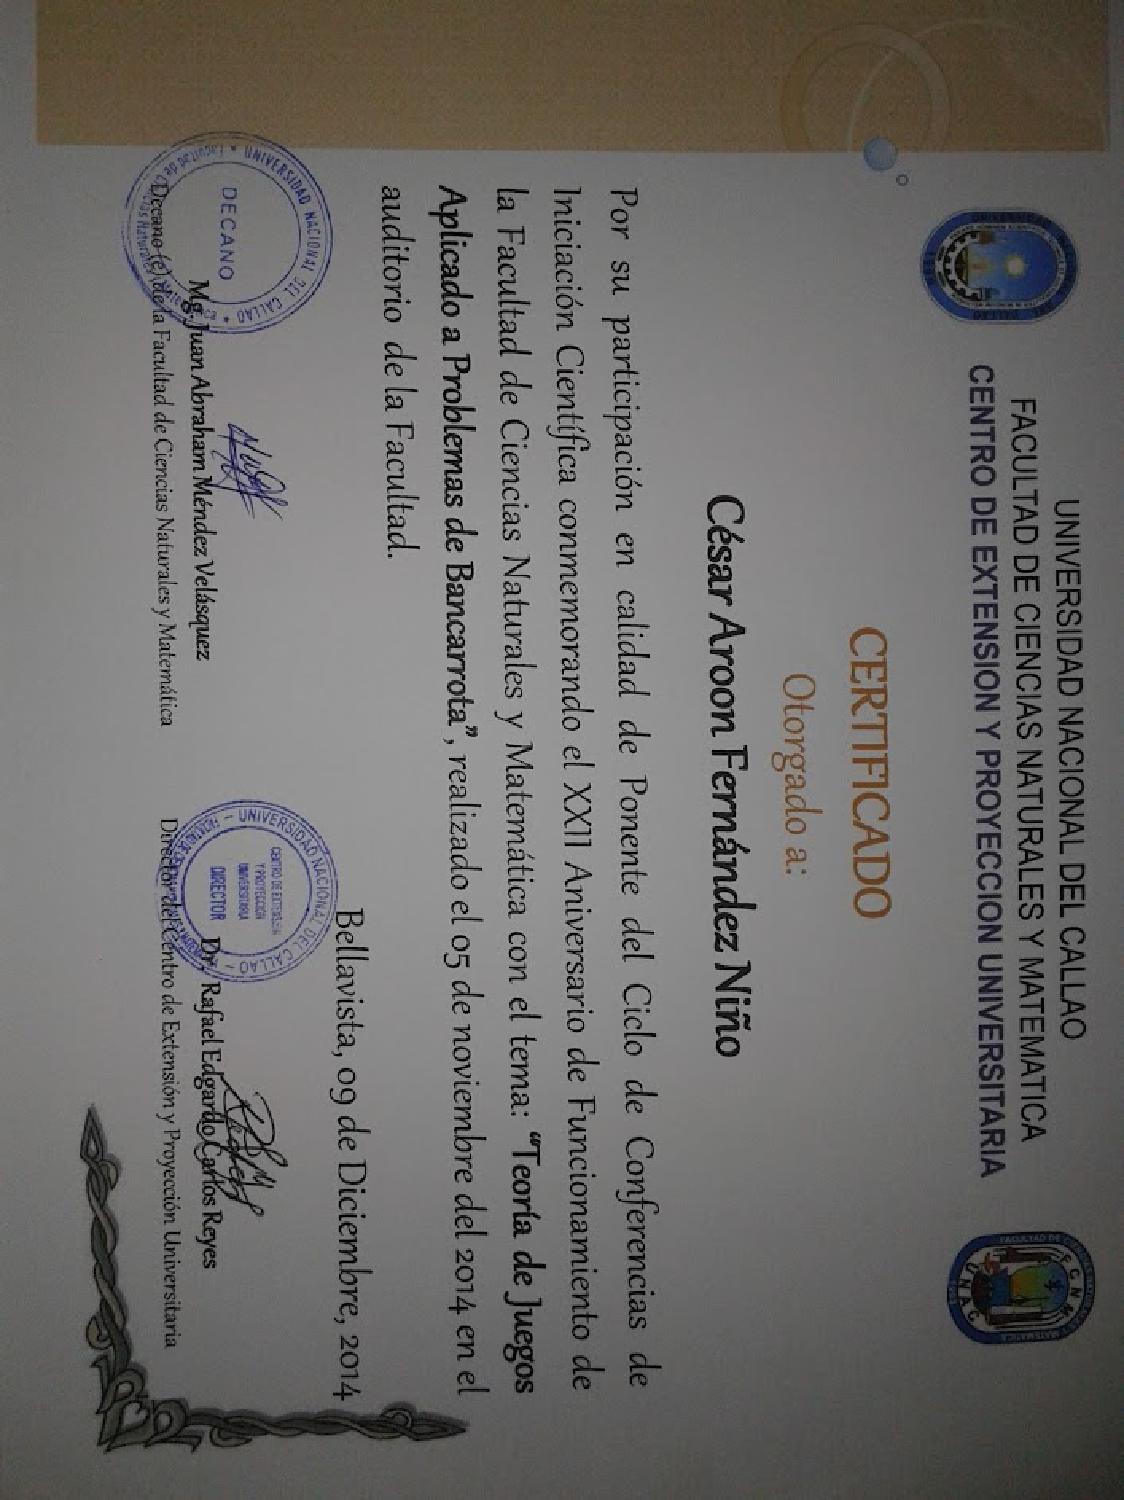 UNIVERSIDAD NACIONAL DEL CALLAO
FACULTAD DE CIENCIAS NATURALES Y MATEMATICA
CENTRO DE EXTENSION Y PROYECCION UNIVERSITARIA
CERTIFICADO
Otorgado a:
César Aroon Fernández Niño
Por su participación en calidad de Ponente del Ciclo de Conferencias de
Iniciación Científica conmemorando el XXII Aniversario de Funcionamiento de
la Facultad de Ciencias Naturales y Matemática con el tema: “Teoría de Juegos
Aplicado a Problemas de Bancarrota”, realizado el 05 de noviembre del 2014 en el
auditorio de la Facultad.
Bellavista, 09 de Diciembre, 2014
UNIVERSIDAD NACIONAL DEL CALLAO
DECANO
Mg. Juan Abraham Méndez Velásquez
Decano (e) de la Facultad de Ciencias Naturales y Matemática
UNIVERSIDAD NACIONAL DEL CALLAO
CENTRO DE EXTENSION
Y PROYECCION
UNIVERSITARIA
DIRECTOR
Dr. Rafael Edgardo Carlos Reyes
Director del Centro de Extensión y Proyección Universitaria